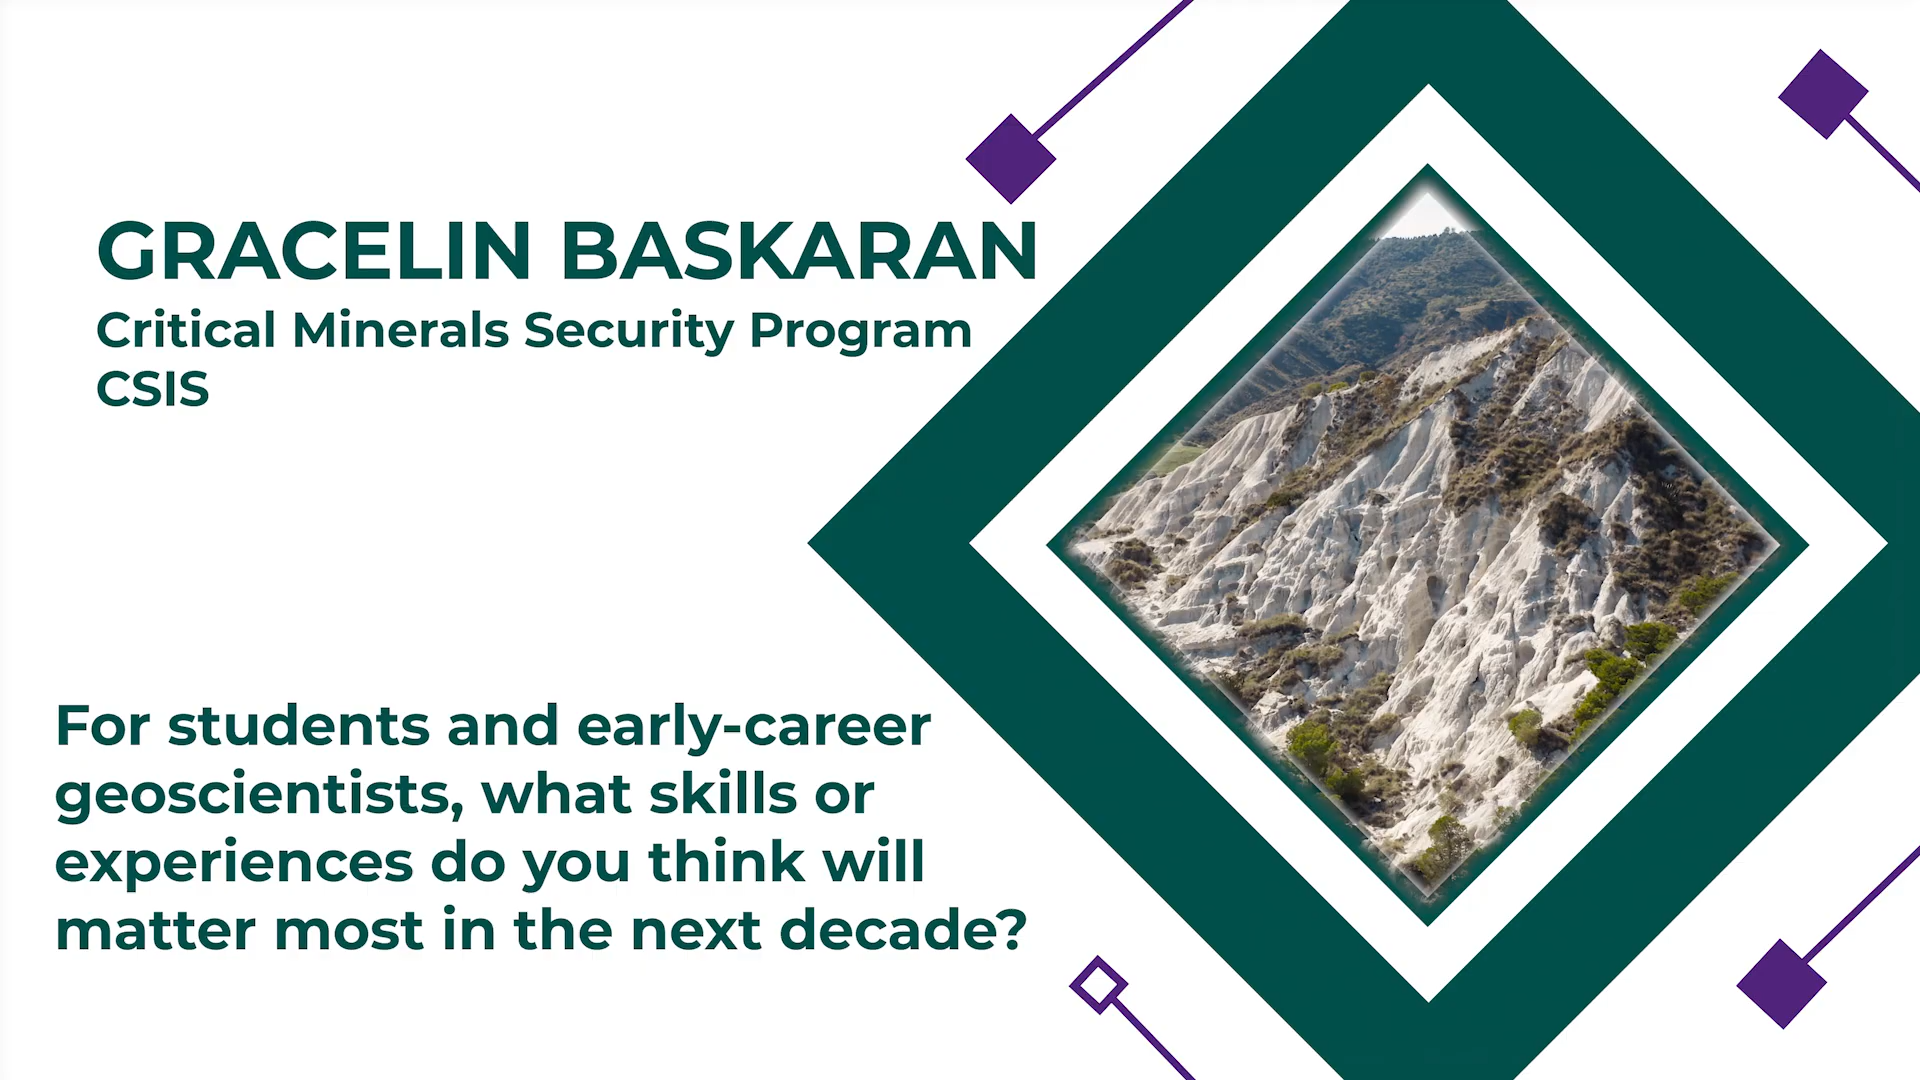 GRACELIN BASKARAN
Critical Minerals Security Program
CSIS
For students and early-career
geoscientists, what skills or
experiences do you think will
matter most in the next decade?